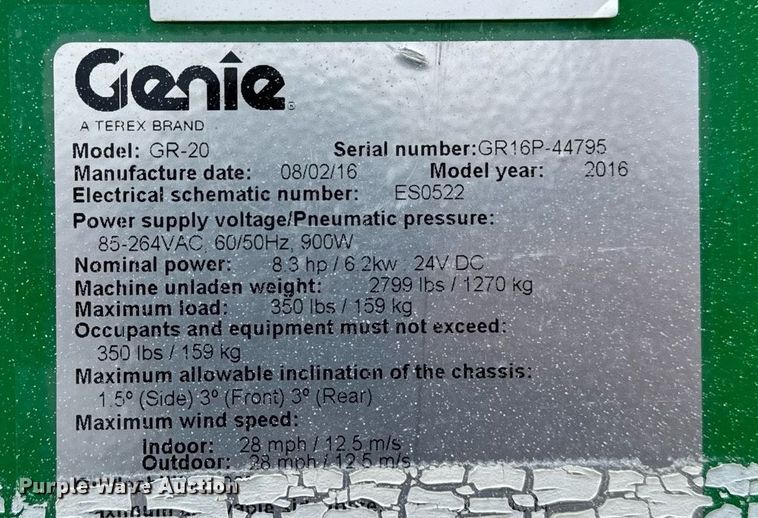 Genie
A TEREX BRAND
Model: GR-20 Serial number:GR16P-44795
Manufacture date: 08/02/16 Model year: 2016
Electrical schematic number: ES0522
Power supply voltage/Pneumatic pressure:
85-264VAC, 60/50Hz, 900W
Nominal power: 8.3 hp / 6.2kw , 24V DC
Machine unladen weight: 2799 lbs / 1270 kg
Maximum load: 350 lbs / 159 kg
Occupants and equipment must not exceed:
350 lbs / 159 kg
Maximum allowable inclination of the chassis:
1.5º (Side) 3º (Front) 3º (Rear)
Maximum wind speed:
Indoor: 28 mph / 12.5 m/s
Outdoor: 28 mph / 12.5 m/s
Purple Wave Auction